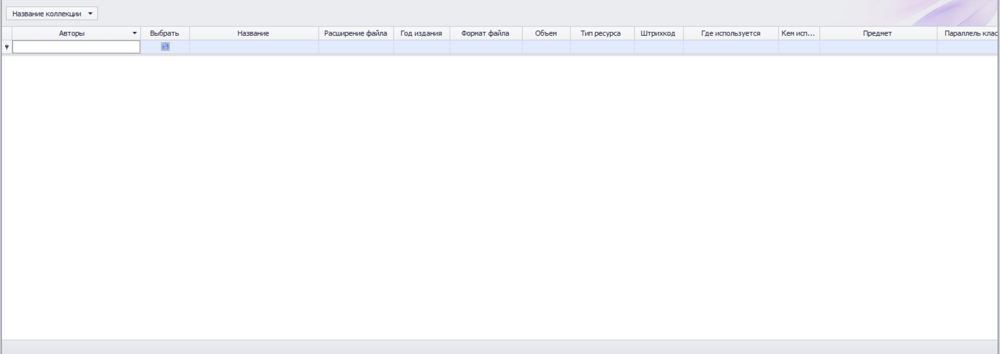 Название коллекции
Авторы Выбрать Название Расширение файла Год издания Формат файла Объем Тип ресурса Штрихкод Где используется Кем исп... Предмет Параллель клас